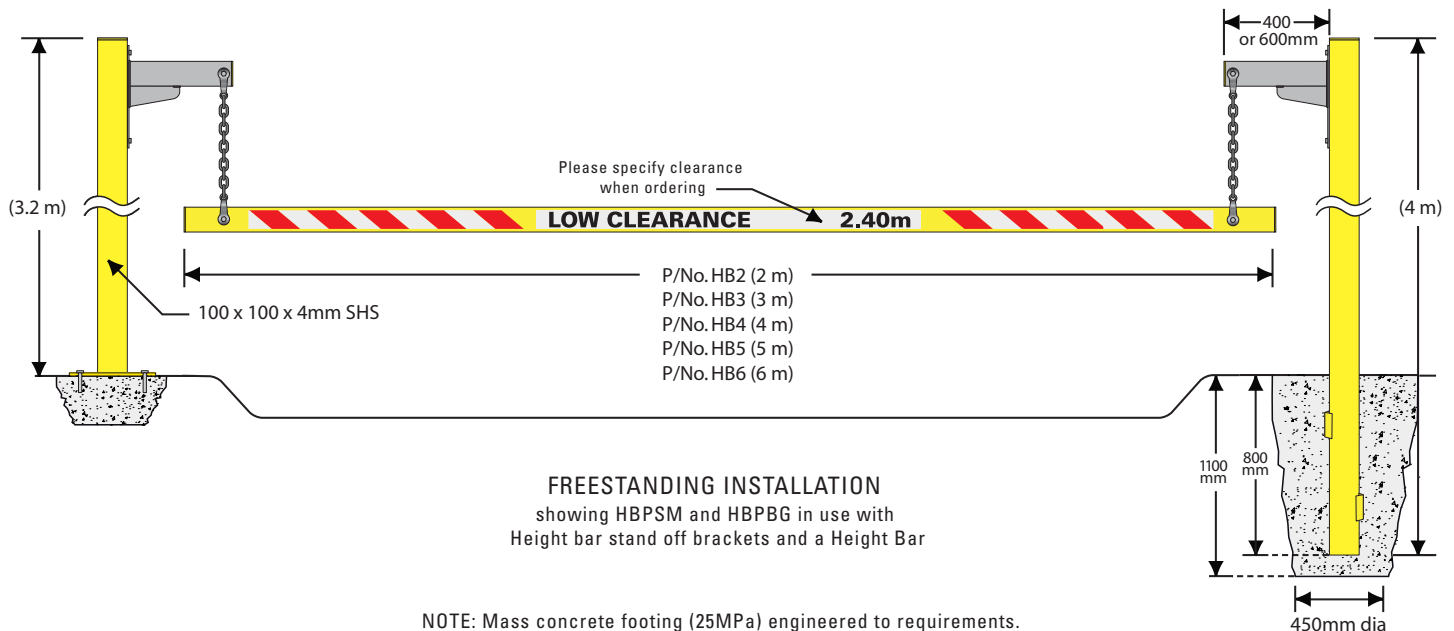 400
or 600mm
(3.2 m)
(4 m)
Please specify clearance
when ordering
LOW CLEARANCE 2.40m
P/No. HB2 (2 m)
P/No. HB3 (3 m)
P/No. HB4 (4 m)
P/No. HB5 (5 m)
P/No. HB6 (6 m)
100 x 100 x 4mm SHS
1100
mm
800
mm
FREESTANDING INSTALLATION
showing HBPSM and HBPBG in use with
Height bar stand off brackets and a Height Bar
NOTE: Mass concrete footing (25MPa) engineered to requirements.
450mm dia